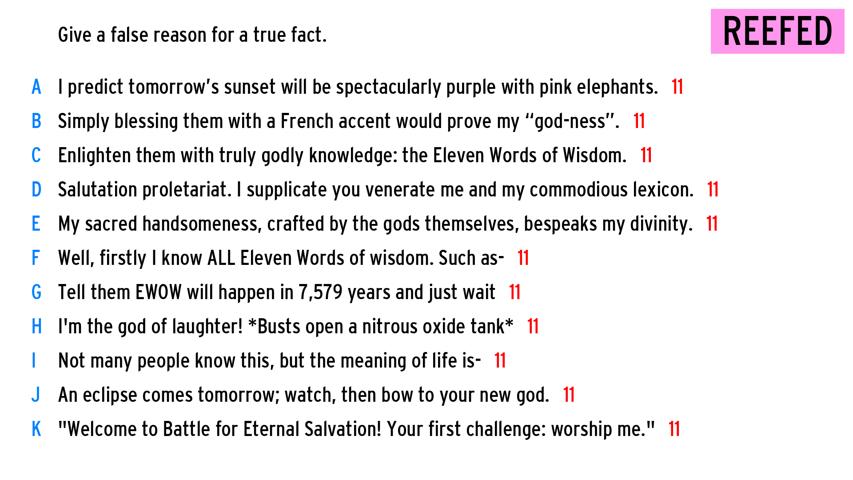 Give a false reason for a true fact.
REEFED
A I predict tomorrow's sunset will be spectacularly purple with pink elephants. 11
B Simply blessing them with a French accent would prove my “god-ness”. 11
C Enlighten them with truly godly knowledge: the Eleven Words of Wisdom. 11
D Salutation proletariat. I supplicate you venerate me and my commodious lexicon. 11
E My sacred handsomeness, crafted by the gods themselves, bespeaks my divinity. 11
F Well, firstly I know ALL Eleven Words of wisdom. Such as- 11
G Tell them EWOW will happen in 7,579 years and just wait 11
H I'm the god of laughter! *Busts open a nitrous oxide tank* 11
I Not many people know this, but the meaning of life is- 11
J An eclipse comes tomorrow; watch, then bow to your new god. 11
K "Welcome to Battle for Eternal Salvation! Your first challenge: worship me." 11